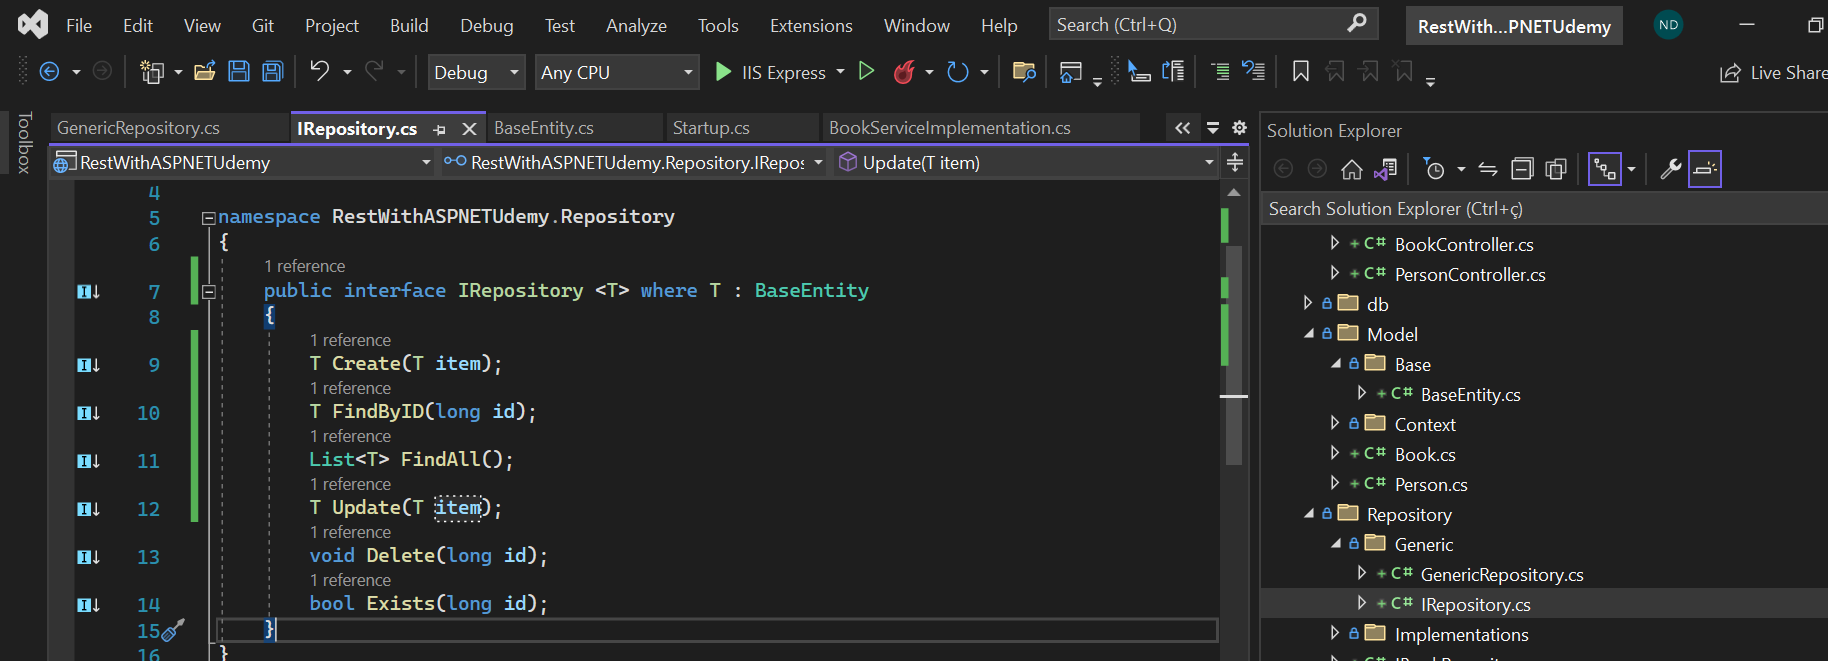 File Edit View Git Project Build Debug Test Analyze Tools Extensions Window Help Search (Ctrl+Q) RestWith...PNETUdemy ND
Debug Any CPU IIS Express Live Share
Toolbox
GenericRepository.cs IRepository.cs BaseEntity.cs Startup.cs BookServiceImplementation.cs
RestWithASPNETUdemy RestWithASPNETUdemy.Repository.IRepos Update(T item)
4
5 namespace RestWithASPNETUdemy.Repository
6 {
1 reference
7 public interface IRepository <T> where T : BaseEntity
8 {
1 reference
9 T Create(T item);
1 reference
10 T FindByID(long id);
1 reference
11 List<T> FindAll();
1 reference
12 T Update(T item);
1 reference
13 void Delete(long id);
1 reference
14 bool Exists(long id);
15 }
16 }
Solution Explorer
Search Solution Explorer (Ctrl+ç)
C# BookController.cs
C# PersonController.cs
db
Model
Base
C# BaseEntity.cs
Context
C# Book.cs
C# Person.cs
Repository
Generic
C# GenericRepository.cs
C# IRepository.cs
Implementations